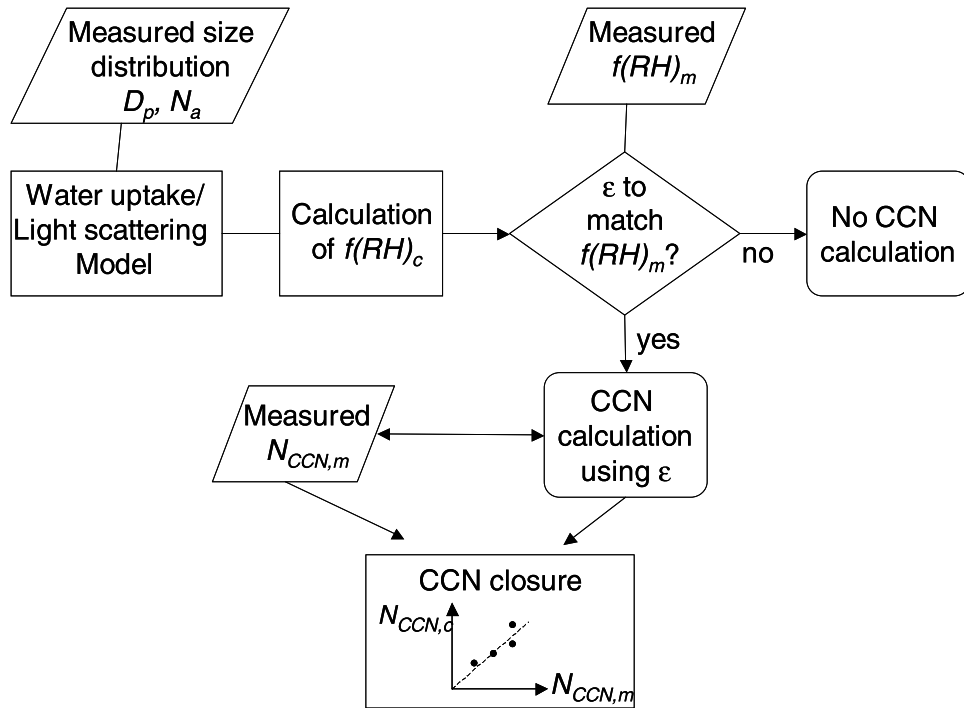 Measured size
distribution
Dp, Na
Measured
f(RH)m
Water uptake/
Light scattering
Model
Calculation
of f(RH)c
ε to
match
f(RH)m?
no
No CCN
calculation
yes
Measured
NCCN,m
CCN
calculation
using ε
CCN closure
NCCN,c
NCCN,m